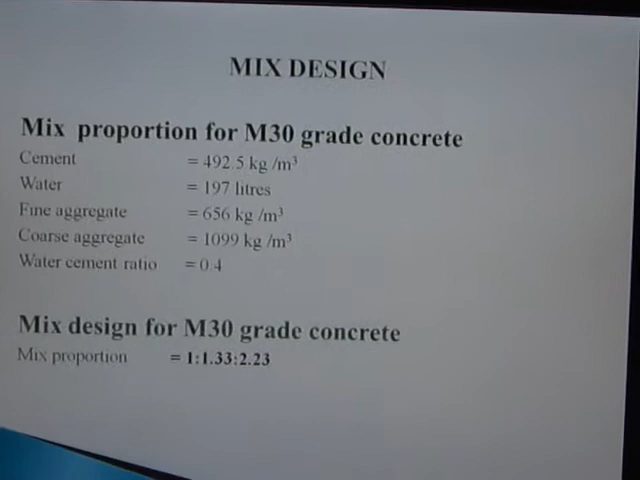 MIX DESIGN
Mix proportion for M30 grade concrete
Cement = 492.5 kg /m³
Water = 197 litres
Fine aggregate = 656 kg /m³
Coarse aggregate = 1099 kg /m³
Water cement ratio = 0.4
Mix design for M30 grade concrete
Mix proportion = 1:1.33:2.23